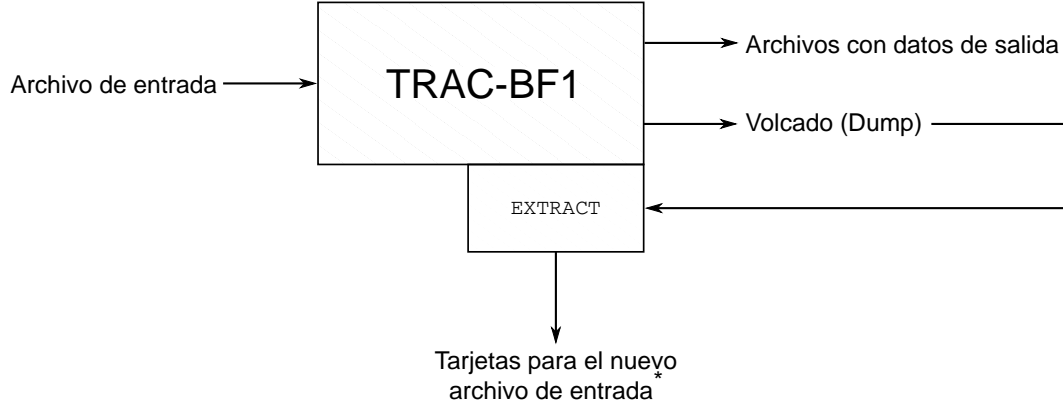 Archivos con datos de salida
TRAC-BF1
Archivo de entrada
Volcado (Dump)
EXTRACT
Tarjetas para el nuevo
archivo de entrada*